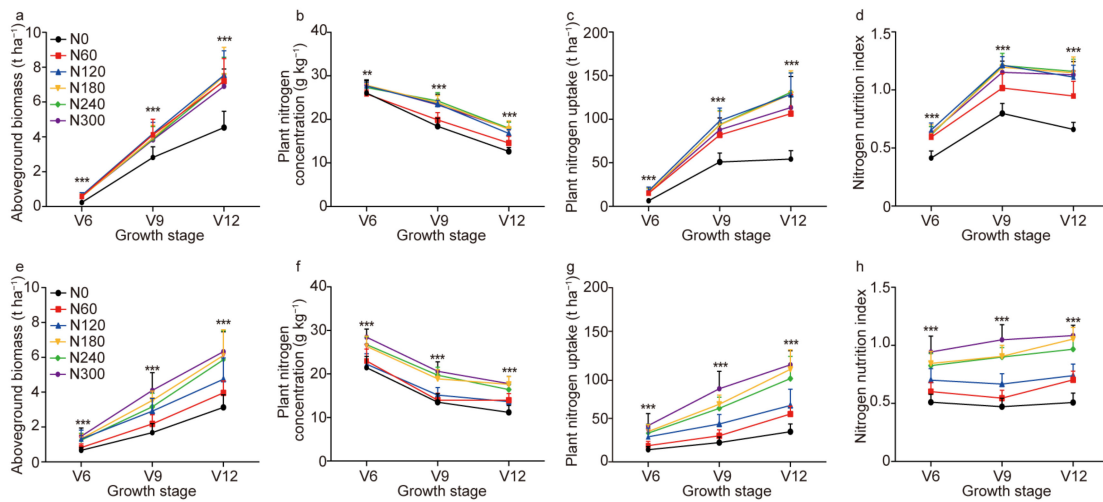 a
Aboveground biomass (t ha⁻¹)
10
8
6
4
2
0
N0
N60
N120
N180
N240
N300
***
***
***
V6
V9
V12
Growth stage
b
Plant nitrogen
concentration (g kg⁻¹)
40
30
20
10
0
**
***
***
V6
V9
V12
Growth stage
c
Plant nitrogen uptake (t ha⁻¹)
200
150
100
50
0
***
***
***
V6
V9
V12
Growth stage
d
Nitrogen nutrition index
1.5
1.0
0.5
0
***
***
***
V6
V9
V12
Growth stage
e
Aboveground biomass (t ha⁻¹)
10
8
6
4
2
0
N0
N60
N120
N180
N240
N300
***
***
***
V6
V9
V12
Growth stage
f
Plant nitrogen
concentration (g kg⁻¹)
40
30
20
10
0
***
***
***
V6
V9
V12
Growth stage
g
Plant nitrogen uptake (t ha⁻¹)
200
150
100
50
0
***
***
***
V6
V9
V12
Growth stage
h
Nitrogen nutrition index
1.5
1.0
0.5
0
***
***
***
V6
V9
V12
Growth stage